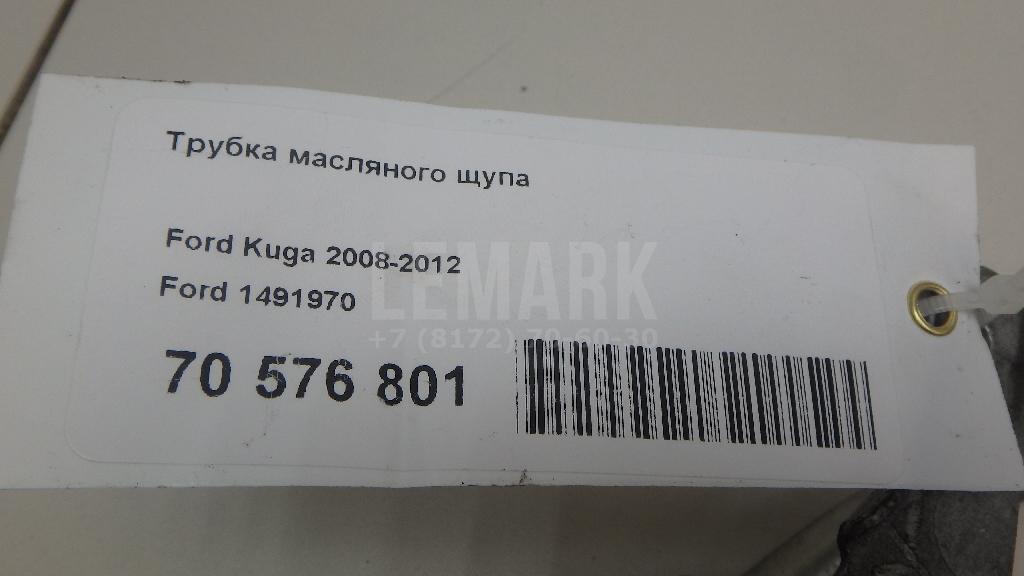 Трубка масляного щупа
Ford Kuga 2008-2012
LEMARK
Ford 1491970
+7 (8172) 70-60-30
70 576 801